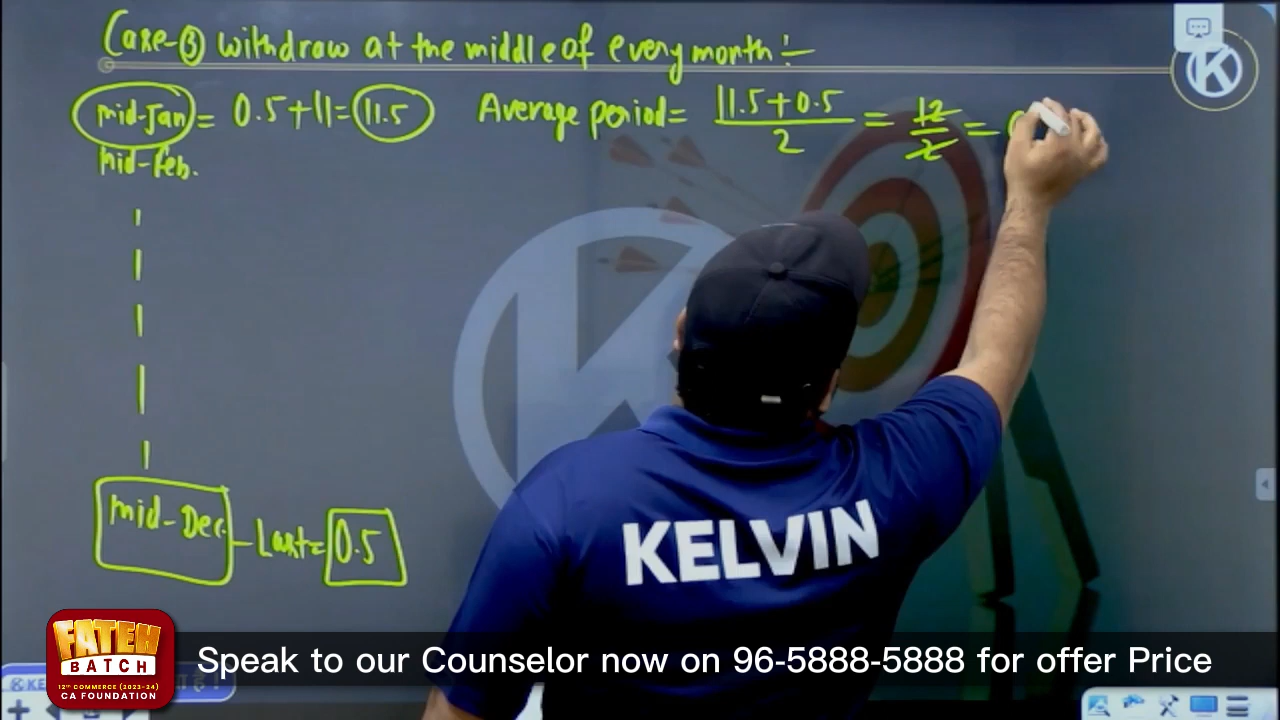 Case-③ withdraw at the middle of every month:-
mid-Jan = 0.5+11= 11.5 Average period= 11.5+0.5/2 = 12/2 =
mid-Feb.
mid-Dec. - Last= 0.5
K
KELVIN
FATEH
BATCH
12th COMMERCE (2023-24)
CA FOUNDATION
Speak to our Counselor now on 96-5888-5888 for offer Price